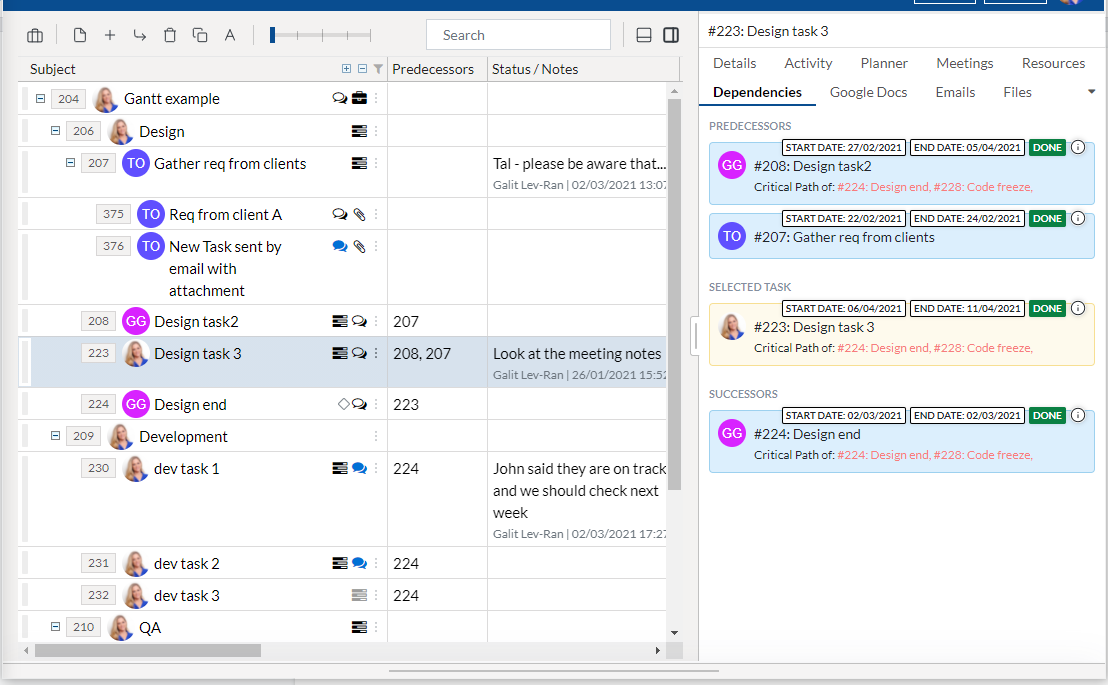 Search
Subject Predecessors Status / Notes
204 Gantt example
206 Design
207 TO Gather req from clients Tal - please be aware that...
Galit Lev-Ran | 02/03/2021 13:07
375 TO Req from client A
376 TO New Task sent by
email with
attachment
208 GG Design task2 207
223 Design task 3 208, 207 Look at the meeting notes
Galit Lev-Ran | 26/01/2021 15:52
224 GG Design end 223
209 Development
230 dev task 1 224 John said they are on track
and we should check next
week
Galit Lev-Ran | 02/03/2021 17:27
231 dev task 2 224
232 dev task 3 224
210 QA
#223: Design task 3
Details Activity Planner Meetings Resources
Dependencies Google Docs Emails Files
PREDECESSORS
START DATE: 27/02/2021 END DATE: 05/04/2021 DONE
GG #208: Design task2
Critical Path of: #224: Design end, #228: Code freeze,
START DATE: 22/02/2021 END DATE: 24/02/2021 DONE
TO #207: Gather req from clients
SELECTED TASK
START DATE: 06/04/2021 END DATE: 11/04/2021 DONE
#223: Design task 3
Critical Path of: #224: Design end, #228: Code freeze,
SUCCESSORS
START DATE: 02/03/2021 END DATE: 02/03/2021 DONE
GG #224: Design end
Critical Path of: #224: Design end, #228: Code freeze,